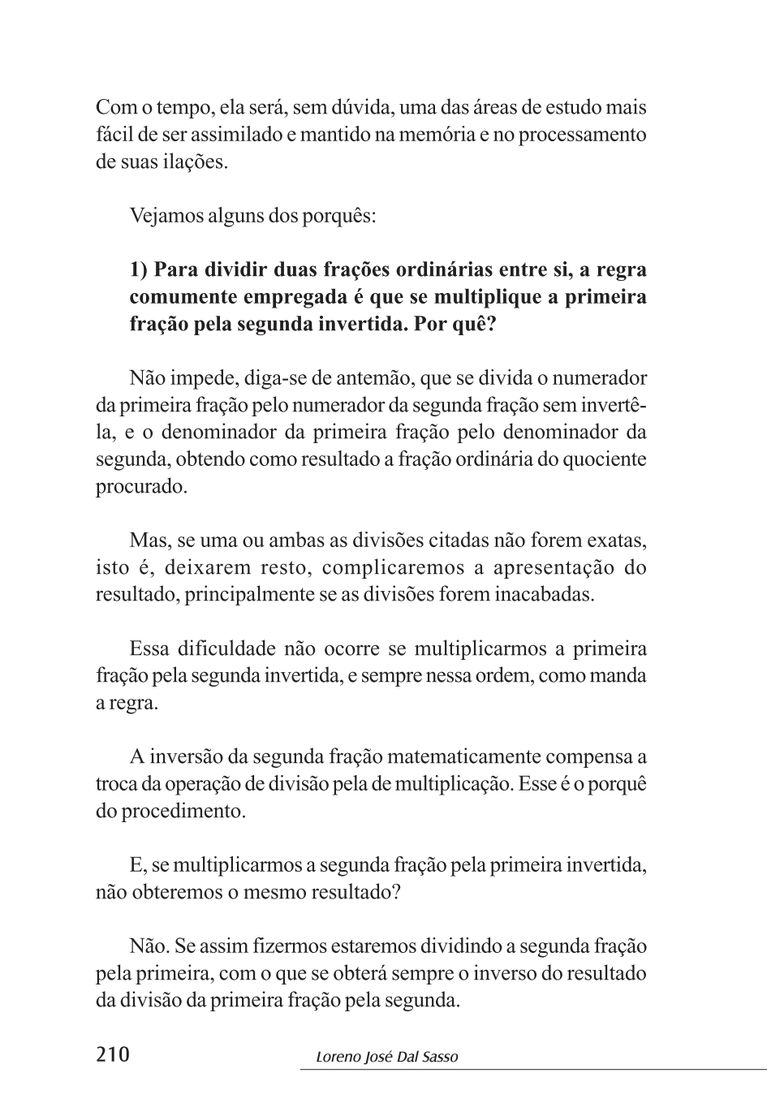 Com o tempo, ela será, sem dúvida, uma das áreas de estudo mais
fácil de ser assimilado e mantido na memória e no processamento
de suas ilações.
Vejamos alguns dos porquês:
1) Para dividir duas frações ordinárias entre si, a regra
comumente empregada é que se multiplique a primeira
fração pela segunda invertida. Por quê?
Não impede, diga-se de antemão, que se divida o numerador
da primeira fração pelo numerador da segunda fração sem invertê-
la, e o denominador da primeira fração pelo denominador da
segunda, obtendo como resultado a fração ordinária do quociente
procurado.
Mas, se uma ou ambas as divisões citadas não forem exatas,
isto é, deixarem resto, complicaremos a apresentação do
resultado, principalmente se as divisões forem inacabadas.
Essa dificuldade não ocorre se multiplicarmos a primeira
fração pela segunda invertida, e sempre nessa ordem, como manda
a regra.
A inversão da segunda fração matematicamente compensa a
troca da operação de divisão pela de multiplicação. Esse é o porquê
do procedimento.
E, se multiplicarmos a segunda fração pela primeira invertida,
não obteremos o mesmo resultado?
Não. Se assim fizermos estaremos dividindo a segunda fração
pela primeira, com o que se obterá sempre o inverso do resultado
da divisão da primeira fração pela segunda.
210 Loreno José Dal Sasso